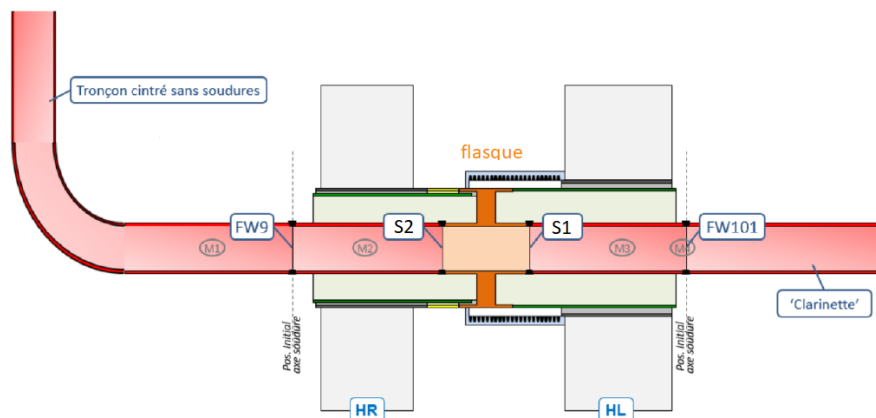 Tronçon cintré sans soudures
flasque
FW9
S2
S1
FW101
M1
M2
M3
'Clarinette'
Pos. Initial
axe soudure
Pos. Initial
axe soudure
HR
HL